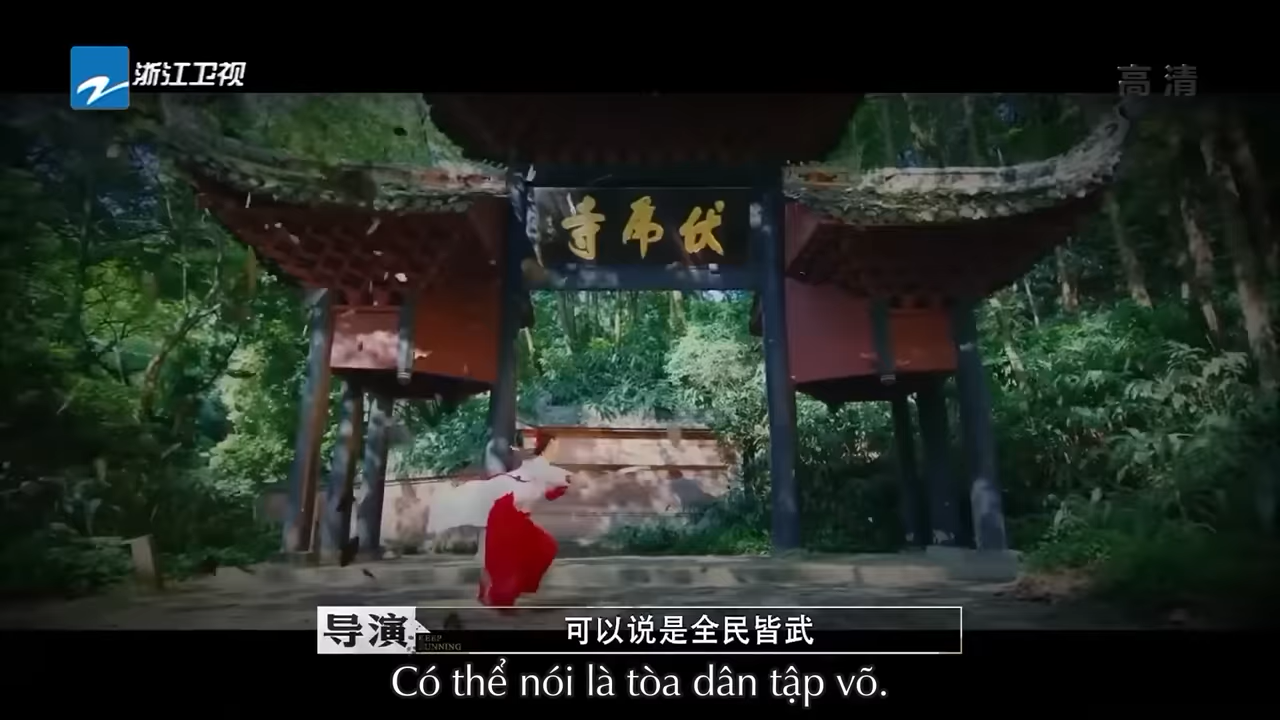 浙江卫视
高清
寺虎伏
导演
KEEP
RUNNING
可以说是全民皆武
Có thể nói là tòa dân tập võ.